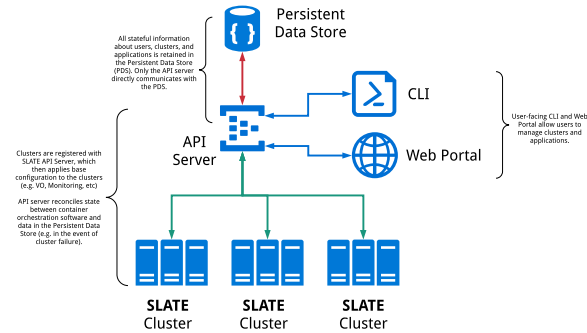 Persistent
Data Store
All stateful information
about users, clusters, and
applications is retained in
the Persistent Data Store
(PDS). Only the API server
directly communicates with
the PDS.
CLI
API
Server
Web Portal
User-facing CLI and Web
Portal allow users to
manage clusters and
applications.
Clusters are registered with
SLATE API Server, which
then applies base
configuration to the clusters
(e.g. VO, Monitoring, etc)
API server reconciles state
between container
orchestration software and
data in the Persistent Data
Store (e.g. in the event of
cluster failure).
SLATE
Cluster
SLATE
Cluster
SLATE
Cluster